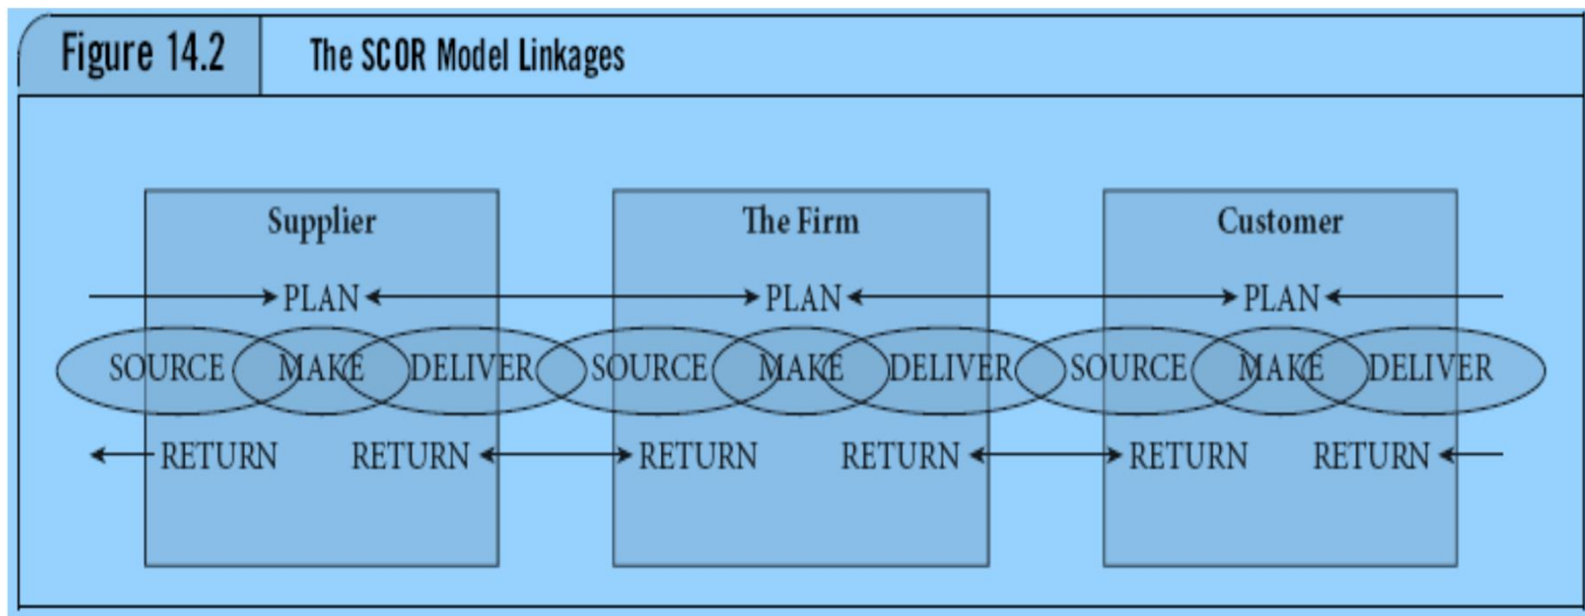 Figure 14.2 The SCOR Model Linkages
Supplier The Firm Customer
PLAN PLAN PLAN
SOURCE MAKE DELIVER SOURCE MAKE DELIVER SOURCE MAKE DELIVER
RETURN RETURN RETURN RETURN RETURN RETURN